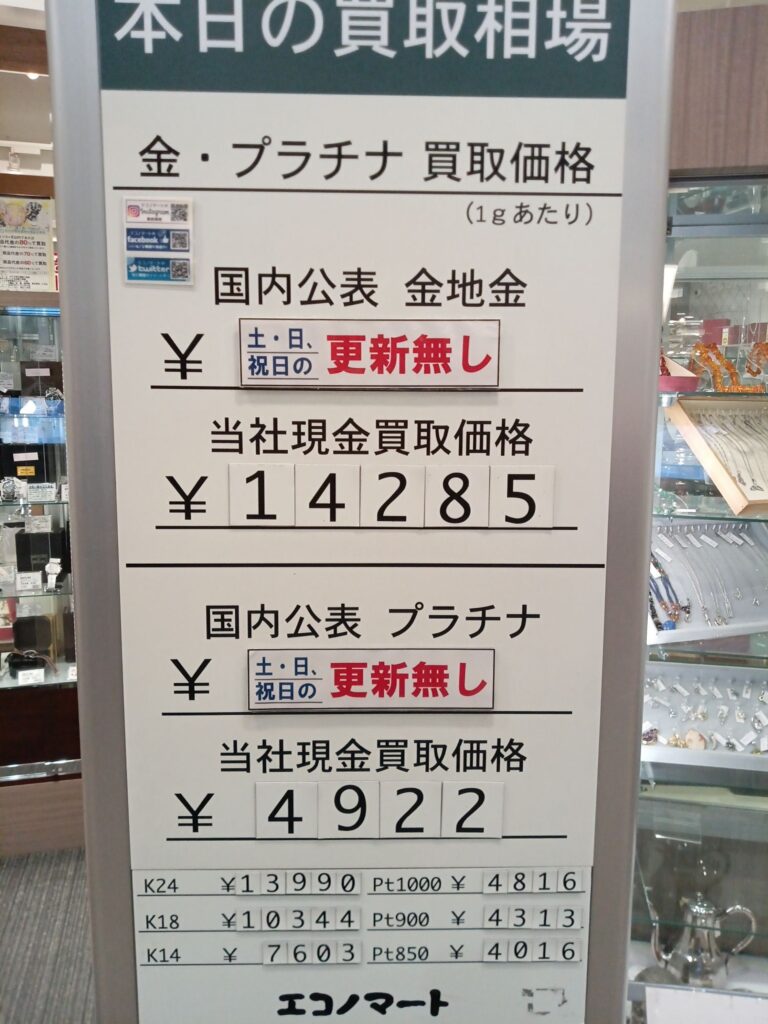 本日の買取相場
金・プラチナ 買取価格
(1gあたり)
Instagram
facebook
twitter
国内公表 金地金
¥ 土・日、祝日の 更新無し
当社現金買取価格
¥ 14285
国内公表 プラチナ
¥ 土・日、祝日の 更新無し
当社現金買取価格
¥ 4922
K24 ¥13990 Pt1000 ¥ 4816
K18 ¥10344 Pt900 ¥ 4313
K14 ¥ 7603 Pt850 ¥ 4016
エコノマート